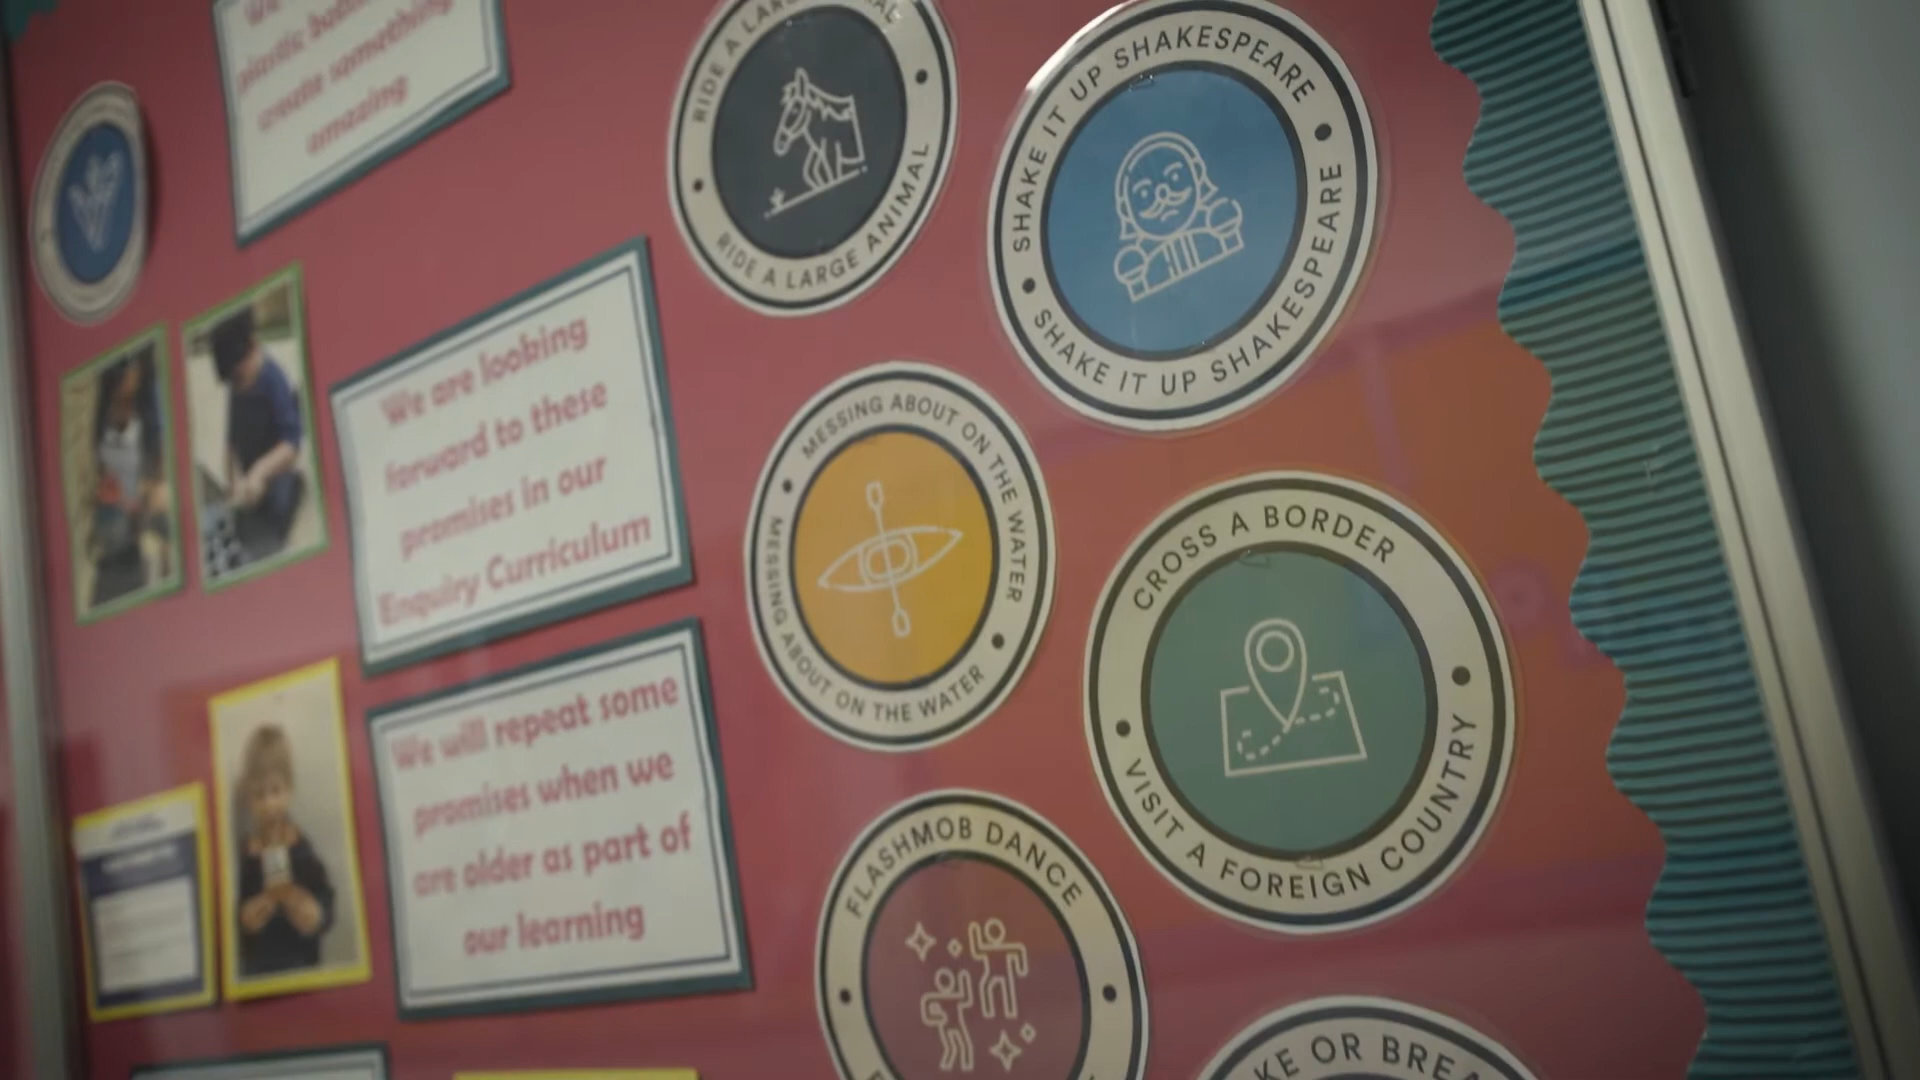 plastic
create something
amazing
We are looking
forward to these
promises in our
Enquiry Curriculum
We will repeat some
promises when we
are older as part of
our learning
RIDE A LARGE
RIDE A LARGE ANIMAL
SHAKE IT UP SHAKESPEARE
SHAKE IT UP SHAKESPEARE
MESSING ABOUT ON THE WATER
MESSING ABOUT ON THE WATER
CROSS A BORDER
VISIT A FOREIGN COUNTRY
FLASHMOB DANCE
OR